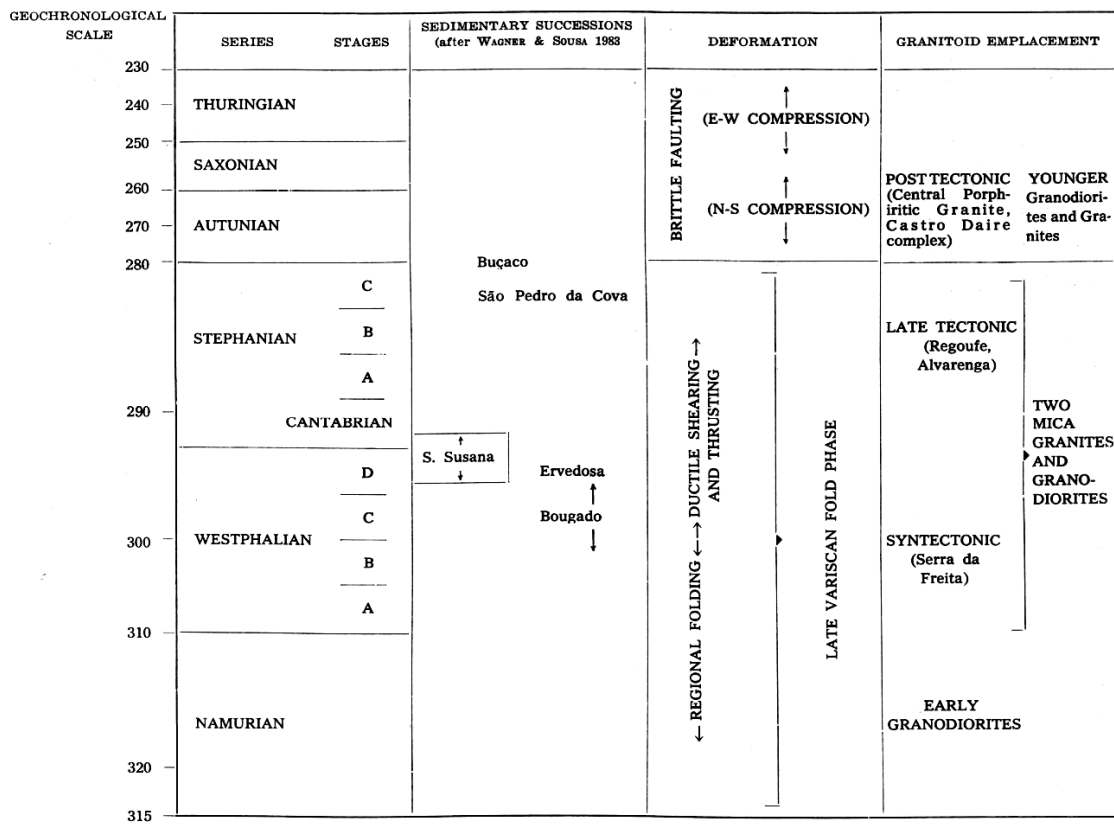 GEOCHRONOLOGICAL
SCALE
SERIES
STAGES
SEDIMENTARY SUCCESSIONS
(after WAGNER & SOUSA 1983
DEFORMATION
GRANITOID EMPLACEMENT
230
240
250
260
270
280
290
300
310
320
315
THURINGIAN
SAXONIAN
AUTUNIAN
STEPHANIAN
C
B
A
CANTABRIAN
WESTPHALIAN
D
C
B
A
NAMURIAN
Buçaco
São Pedro da Cova
S. Susana
Ervedosa
Bougado
BRITTLE FAULTING
(E-W COMPRESSION)
(N-S COMPRESSION)
REGIONAL FOLDING
DUCTILE SHEARING
AND THRUSTING
LATE VARISCAN FOLD PHASE
POST TECTONIC
(Central Porph-
iritic Granite,
Castro Daire
complex)
YOUNGER
Granodiori-
tes and Gra-
nites
LATE TECTONIC
(Regoufe,
Alvarenga)
SYNTECTONIC
(Serra da
Freita)
TWO
MICA
GRANITES
AND
GRANO-
DIORITES
EARLY
GRANODIORITES